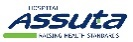 HOSPITAL
Assuta
RAISING HEALTH STANDARDS